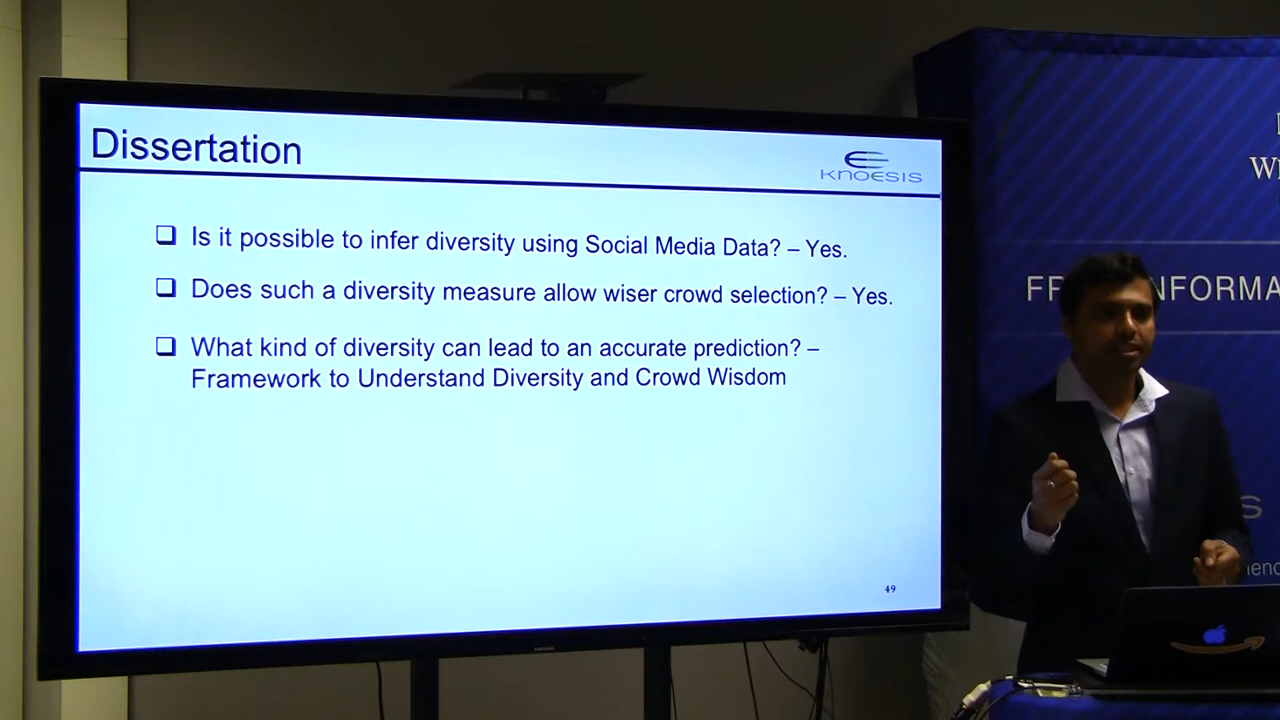 Dissertation
KNOESIS
❑ Is it possible to infer diversity using Social Media Data? – Yes.
❑ Does such a diversity measure allow wiser crowd selection? – Yes.
❑ What kind of diversity can lead to an accurate prediction? –
Framework to Understand Diversity and Crowd Wisdom
49
SAMSUNG